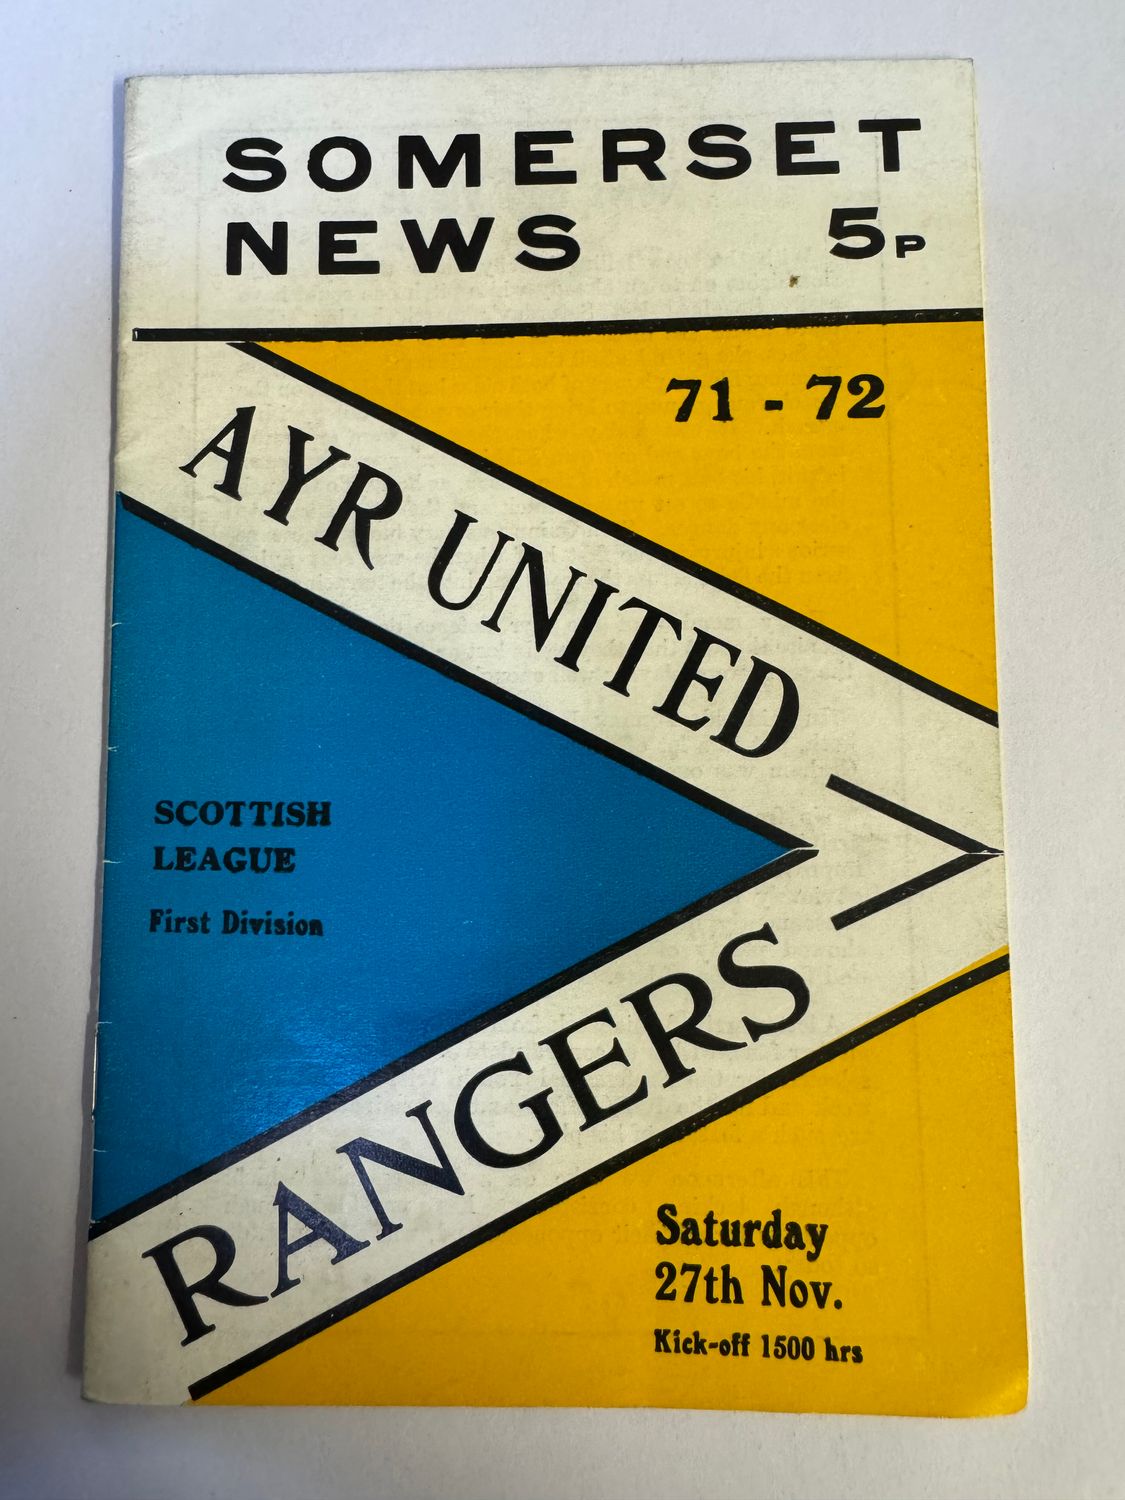 SOMERSET
NEWS 5P
71 - 72
AYR UNITED
SCOTTISH
LEAGUE
First Division
RANGERS
Saturday
27th Nov.
Kick-off 1500 hrs